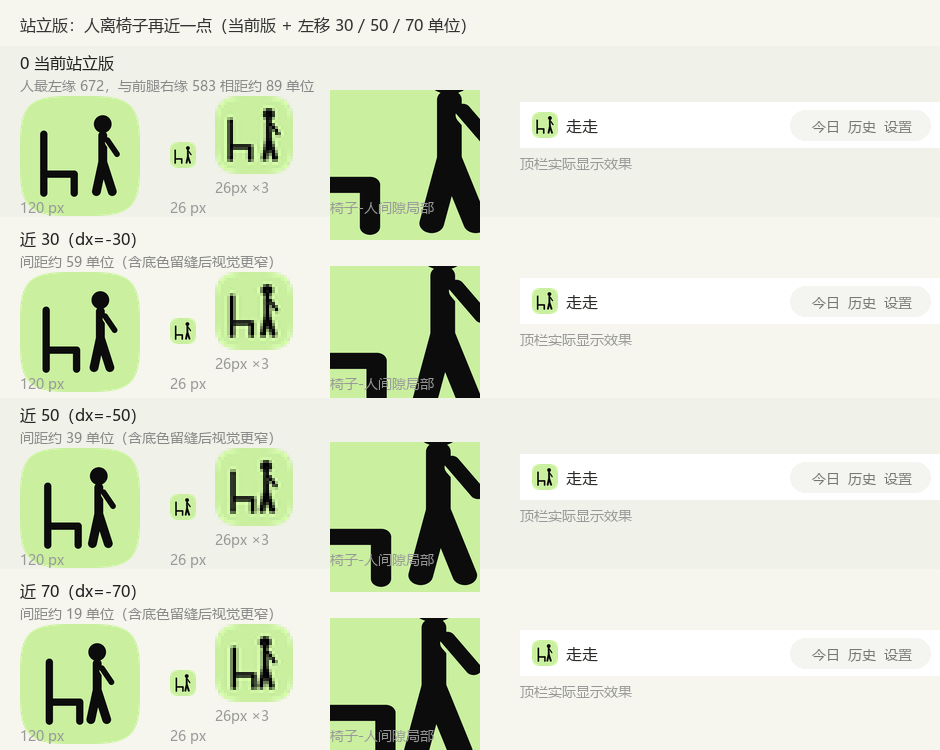 站立版：人离椅子再近一点（当前版 + 左移 30 / 50 / 70 单位）
0 当前站立版
人最左缘 672，与前腿右缘 583 相距约 89 单位
走走
今日 历史 设置
顶栏实际显示效果
26px ×3
120 px
26 px
椅子-人间隙局部
近 30（dx=-30）
间距约 59 单位（含底色留缝后视觉更窄）
走走
今日 历史 设置
顶栏实际显示效果
26px ×3
120 px
26 px
椅子-人间隙局部
近 50（dx=-50）
间距约 39 单位（含底色留缝后视觉更窄）
走走
今日 历史 设置
顶栏实际显示效果
26px ×3
120 px
26 px
椅子-人间隙局部
近 70（dx=-70）
间距约 19 单位（含底色留缝后视觉更窄）
走走
今日 历史 设置
顶栏实际显示效果
26px ×3
120 px
26 px
椅子-人间隙局部